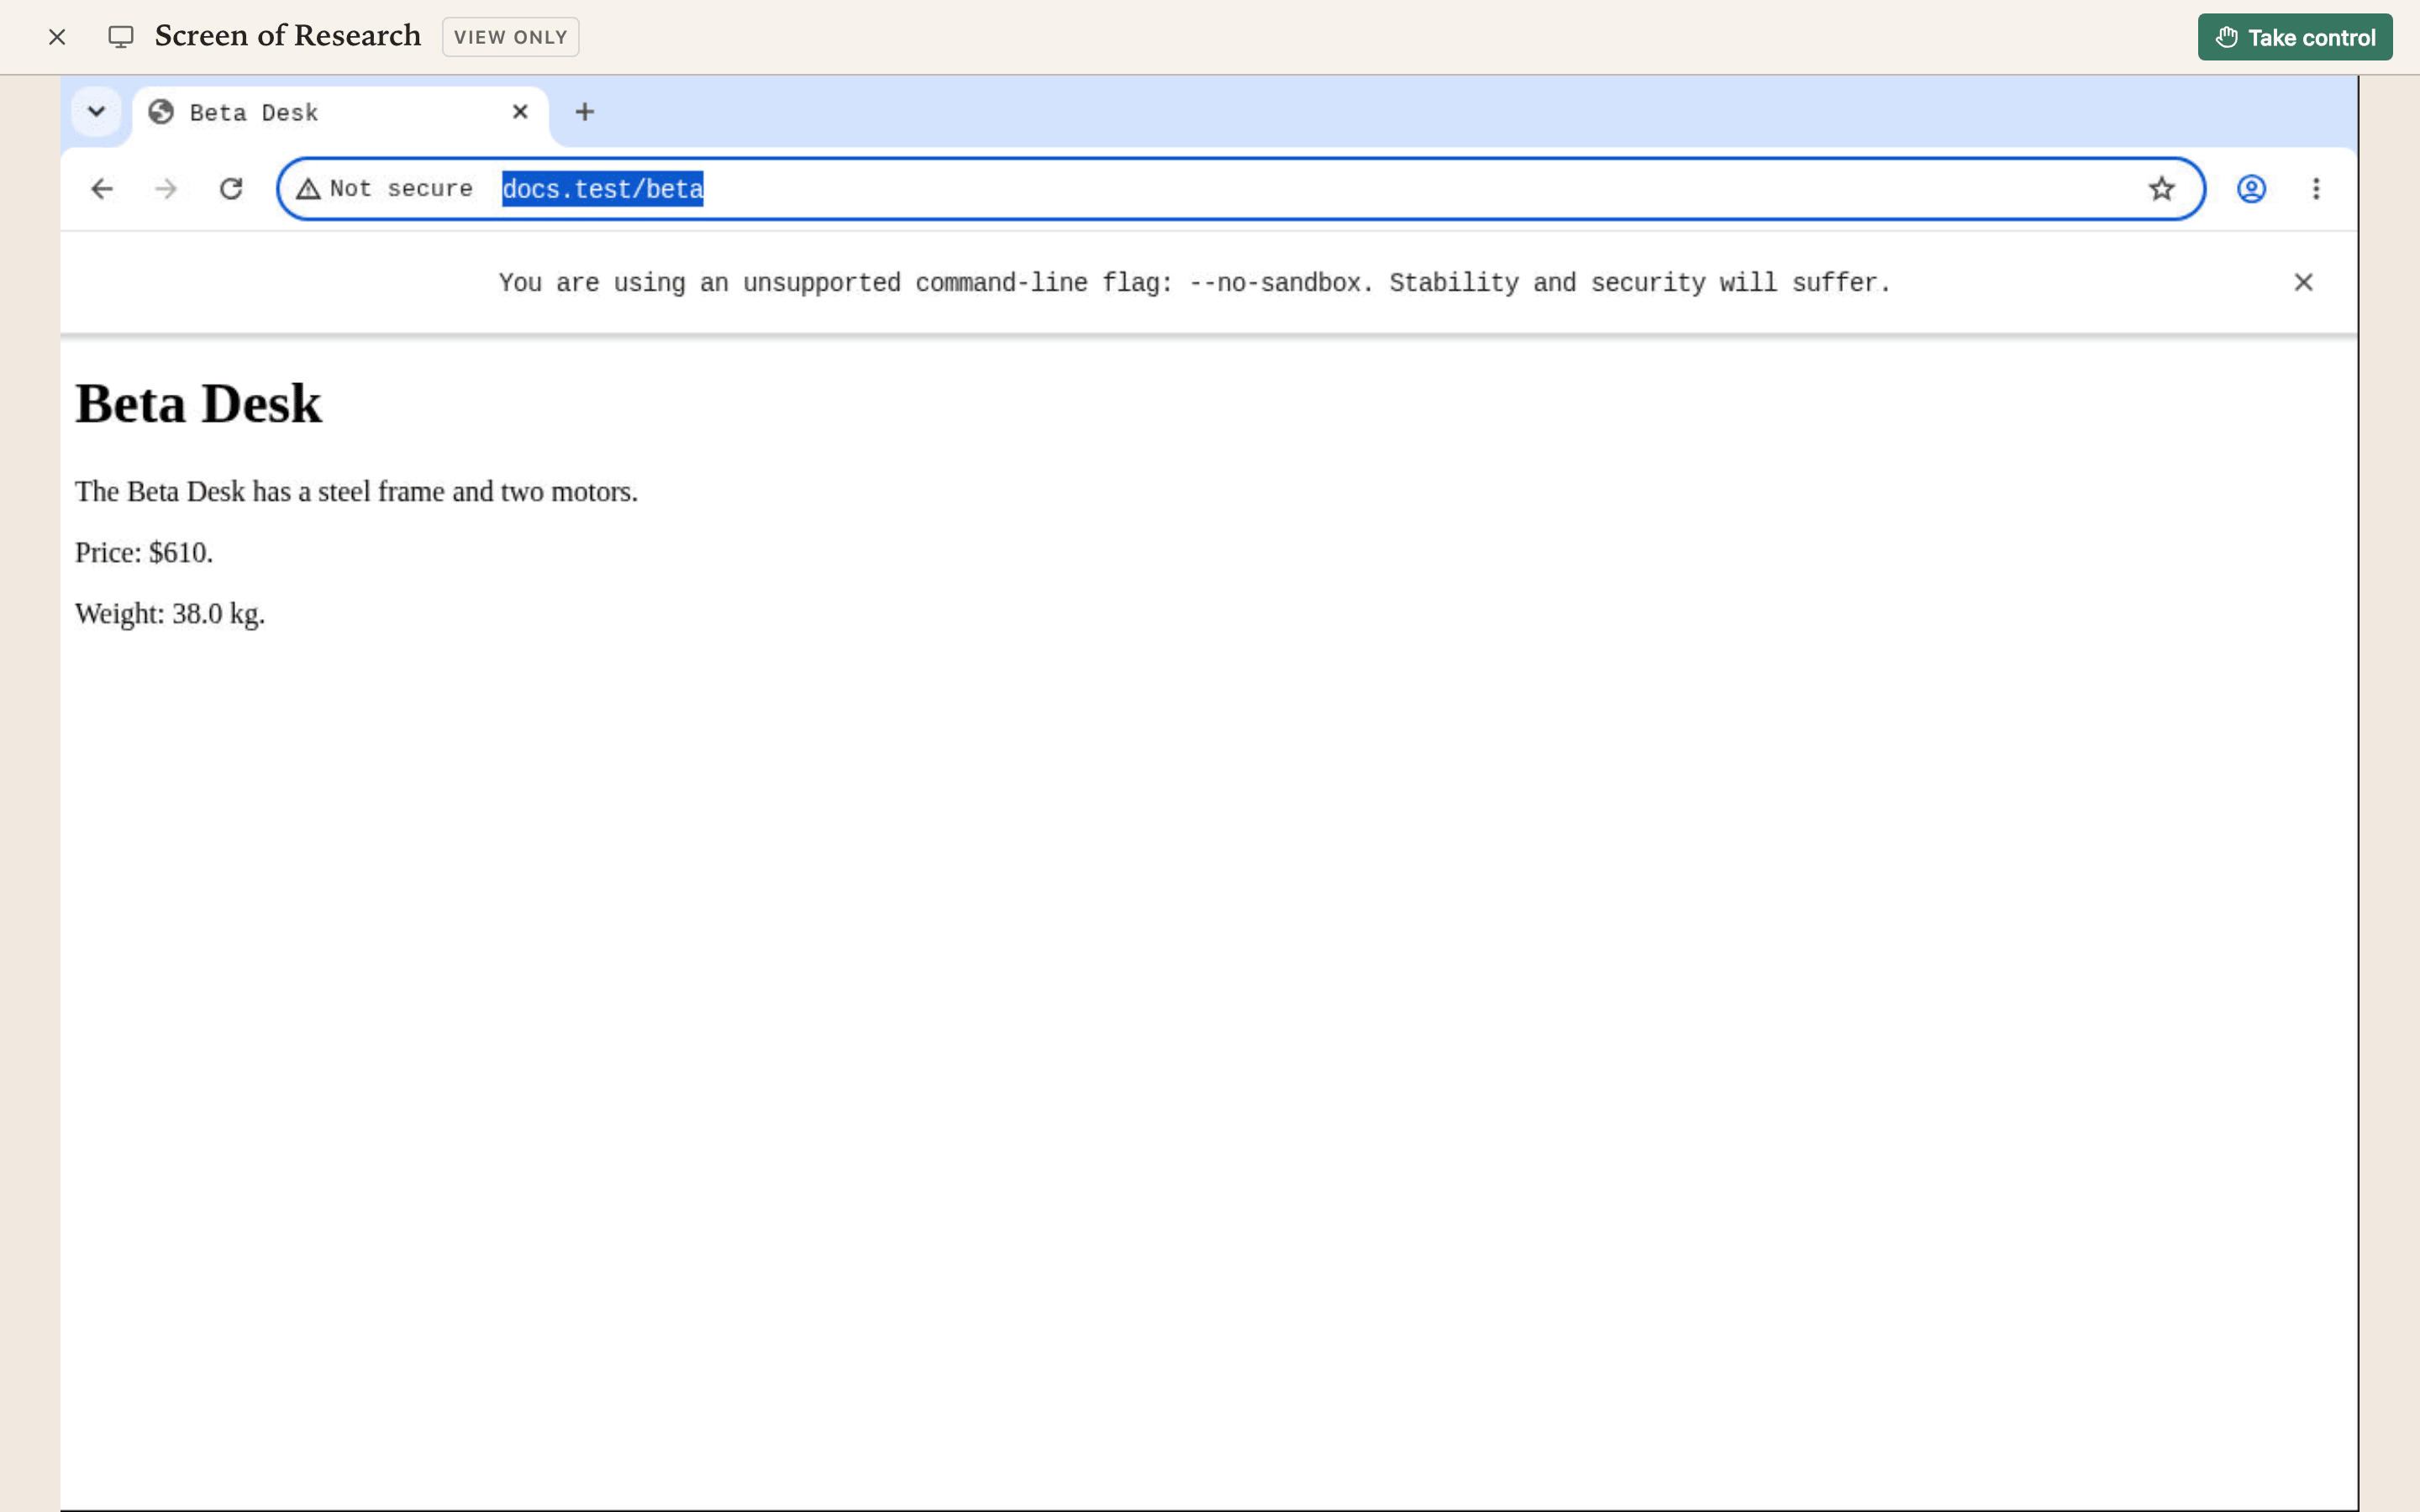 Screen of Research VIEW ONLY Take control
Beta Desk
Not secure docs.test/beta
You are using an unsupported command-line flag: --no-sandbox. Stability and security will suffer.
Beta Desk
The Beta Desk has a steel frame and two motors.
Price: $610.
Weight: 38.0 kg.